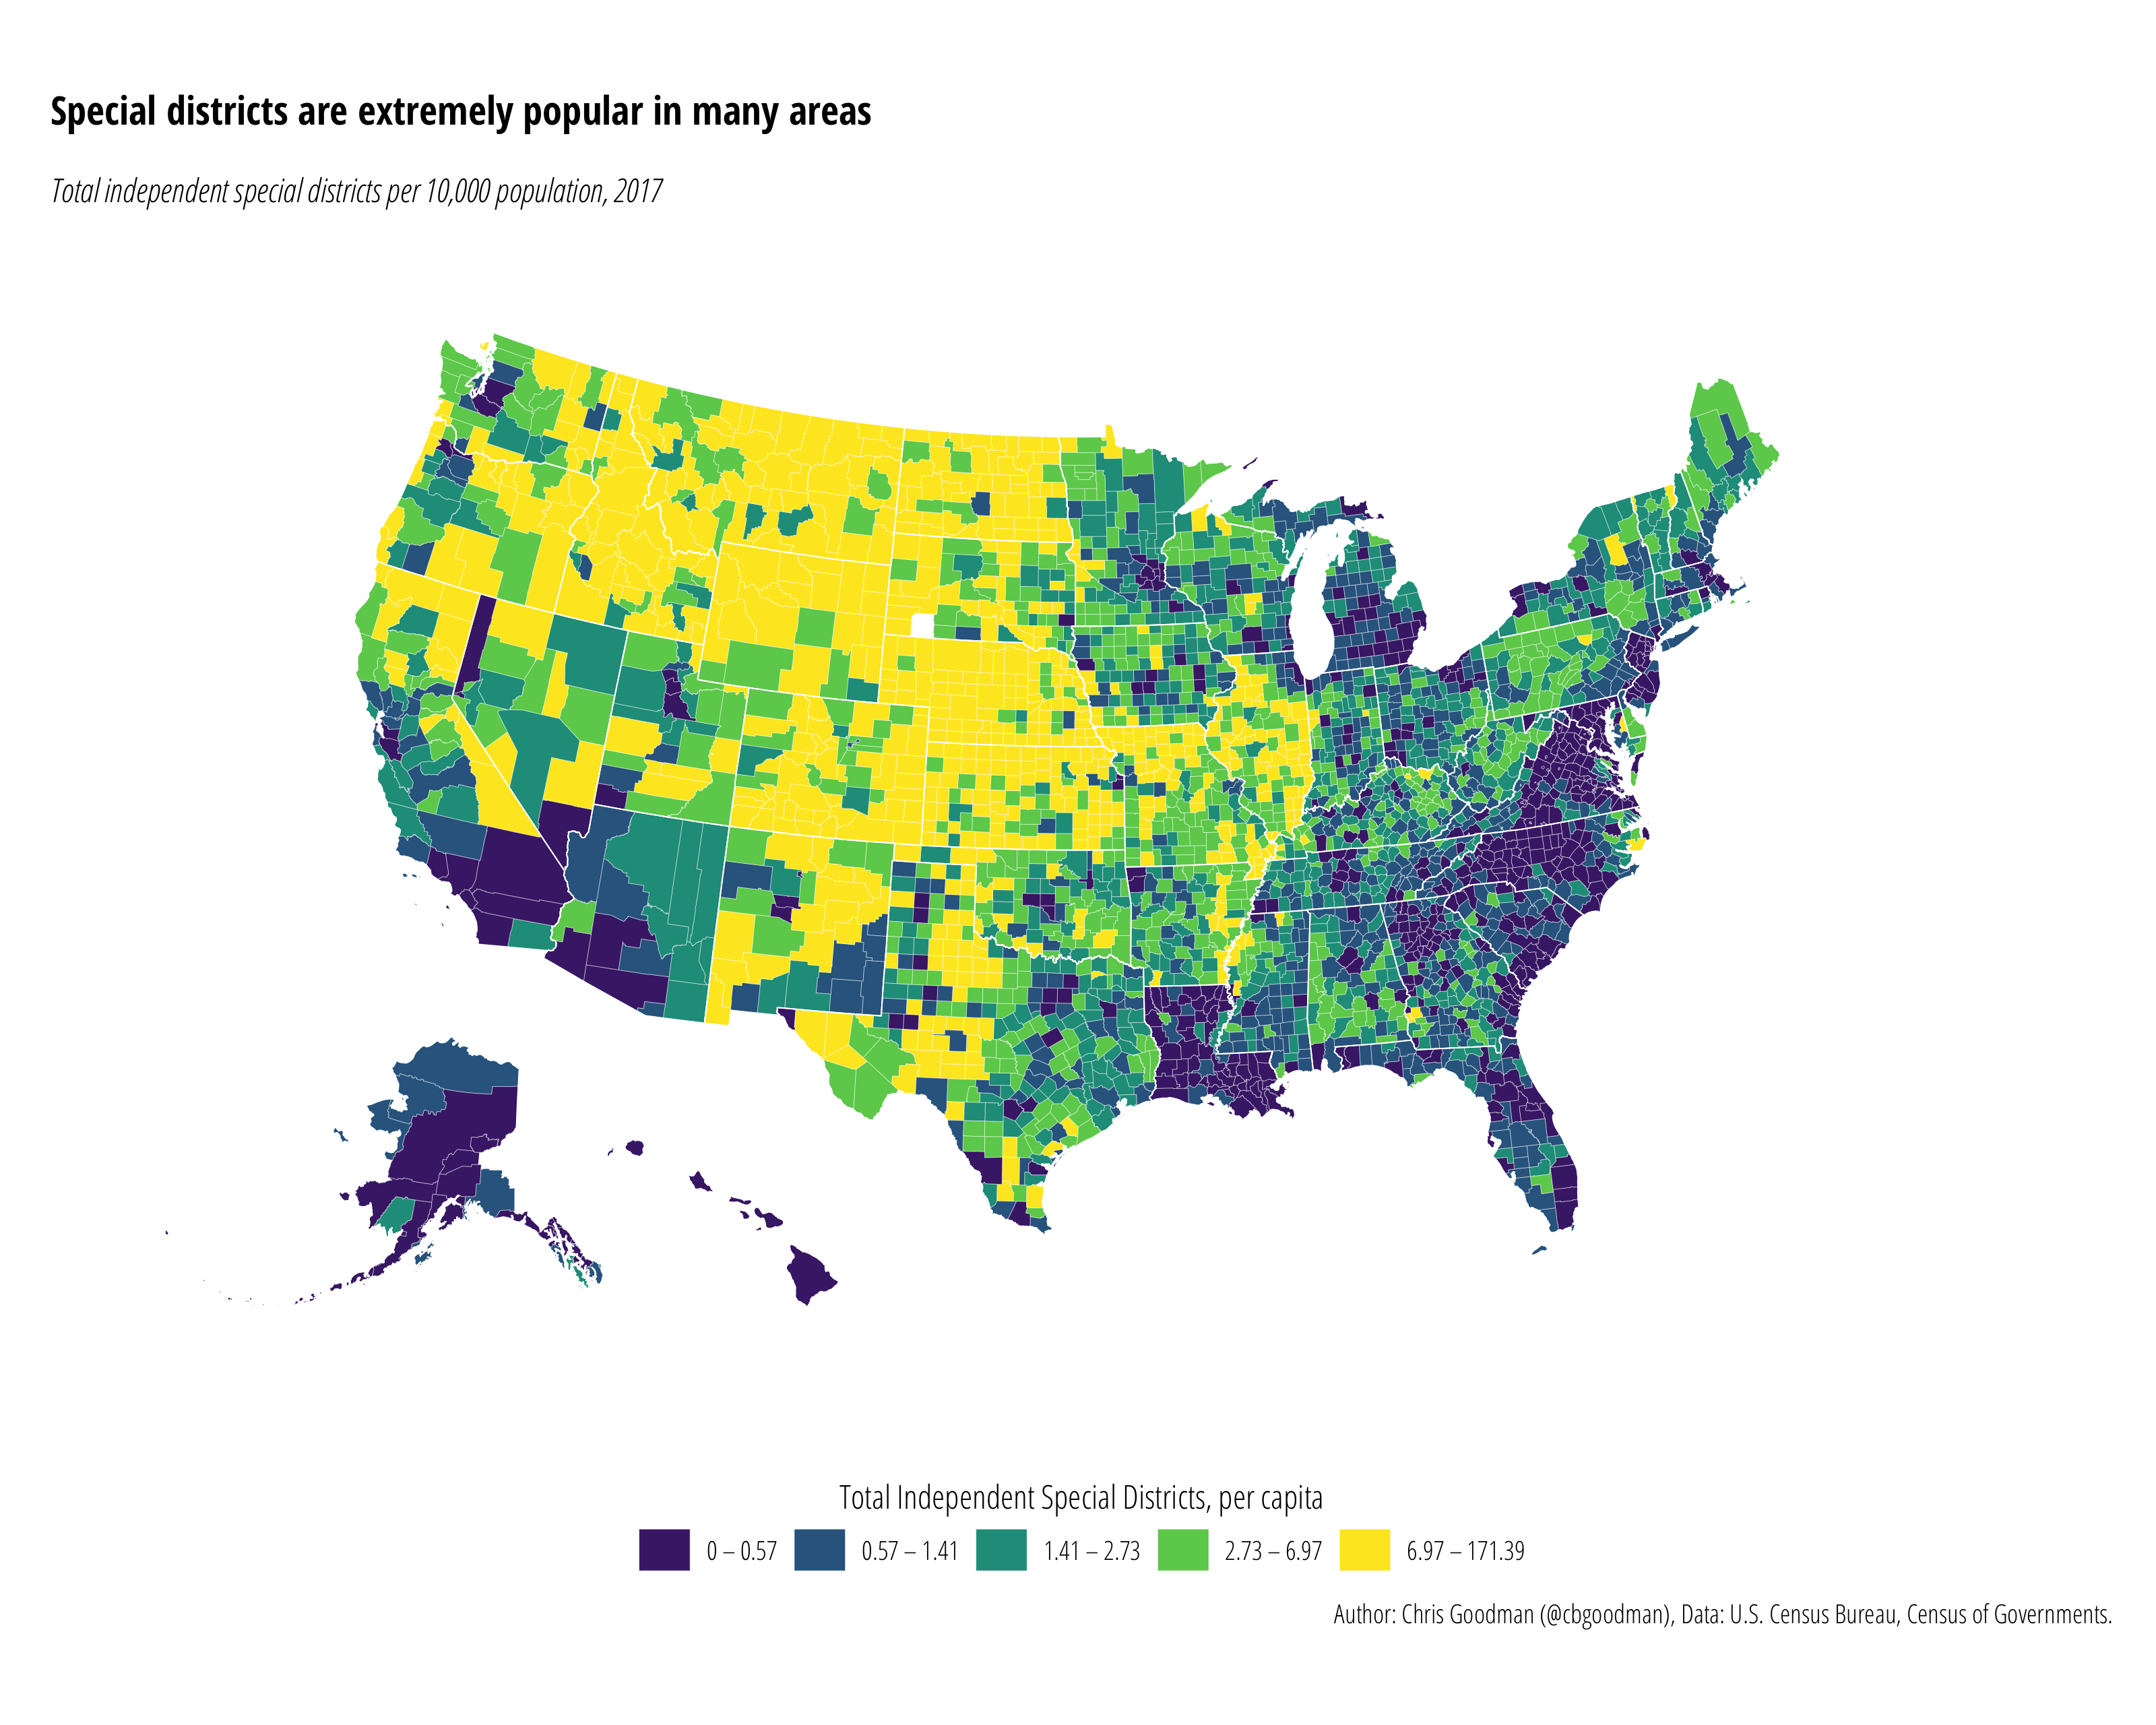 Special districts are extremely popular in many areas
Total independent special districts per 10,000 population, 2017
Total Independent Special Districts, per capita
0 – 0.57 0.57 – 1.41 1.41 – 2.73 2.73 – 6.97 6.97 – 171.39
Author: Chris Goodman (@cbgoodman), Data: U.S. Census Bureau, Census of Governments.